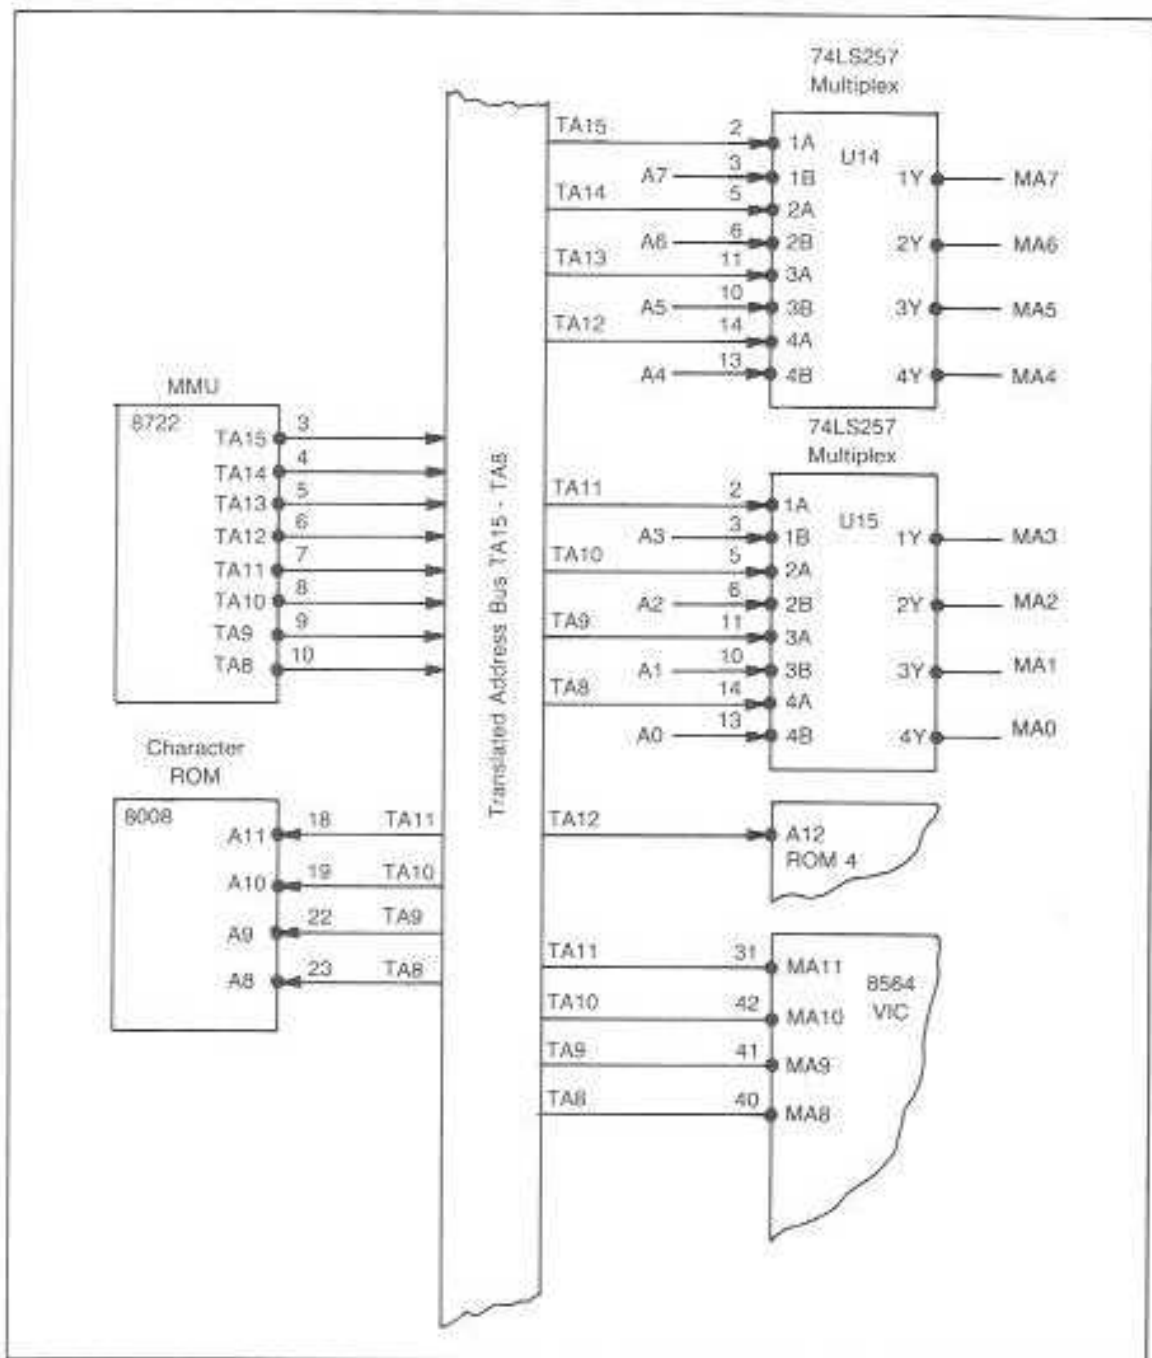 74LS257
Multiplex
U14
TA15
2
1A
A7
3
1B
TA14
5
2A
A6
6
2B
TA13
11
3A
A5
10
3B
TA12
14
4A
A4
13
4B
1Y
MA7
2Y
MA6
3Y
MA5
4Y
MA4
MMU
8722
TA15
3
TA14
4
TA13
5
TA12
6
TA11
7
TA10
8
TA9
9
TA8
10
Translated Address Bus TA15 - TA8
74LS257
Multiplex
U15
TA11
2
1A
A3
3
1B
TA10
5
2A
A2
6
2B
TA9
11
3A
A1
10
3B
TA8
14
4A
A0
13
4B
1Y
MA3
2Y
MA2
3Y
MA1
4Y
MA0
Character
ROM
8008
A11
18
TA11
A10
19
TA10
A9
22
TA9
A8
23
TA8
TA12
A12
ROM 4
8564
VIC
TA11
31
MA11
TA10
42
MA10
TA9
41
MA9
TA8
40
MA8